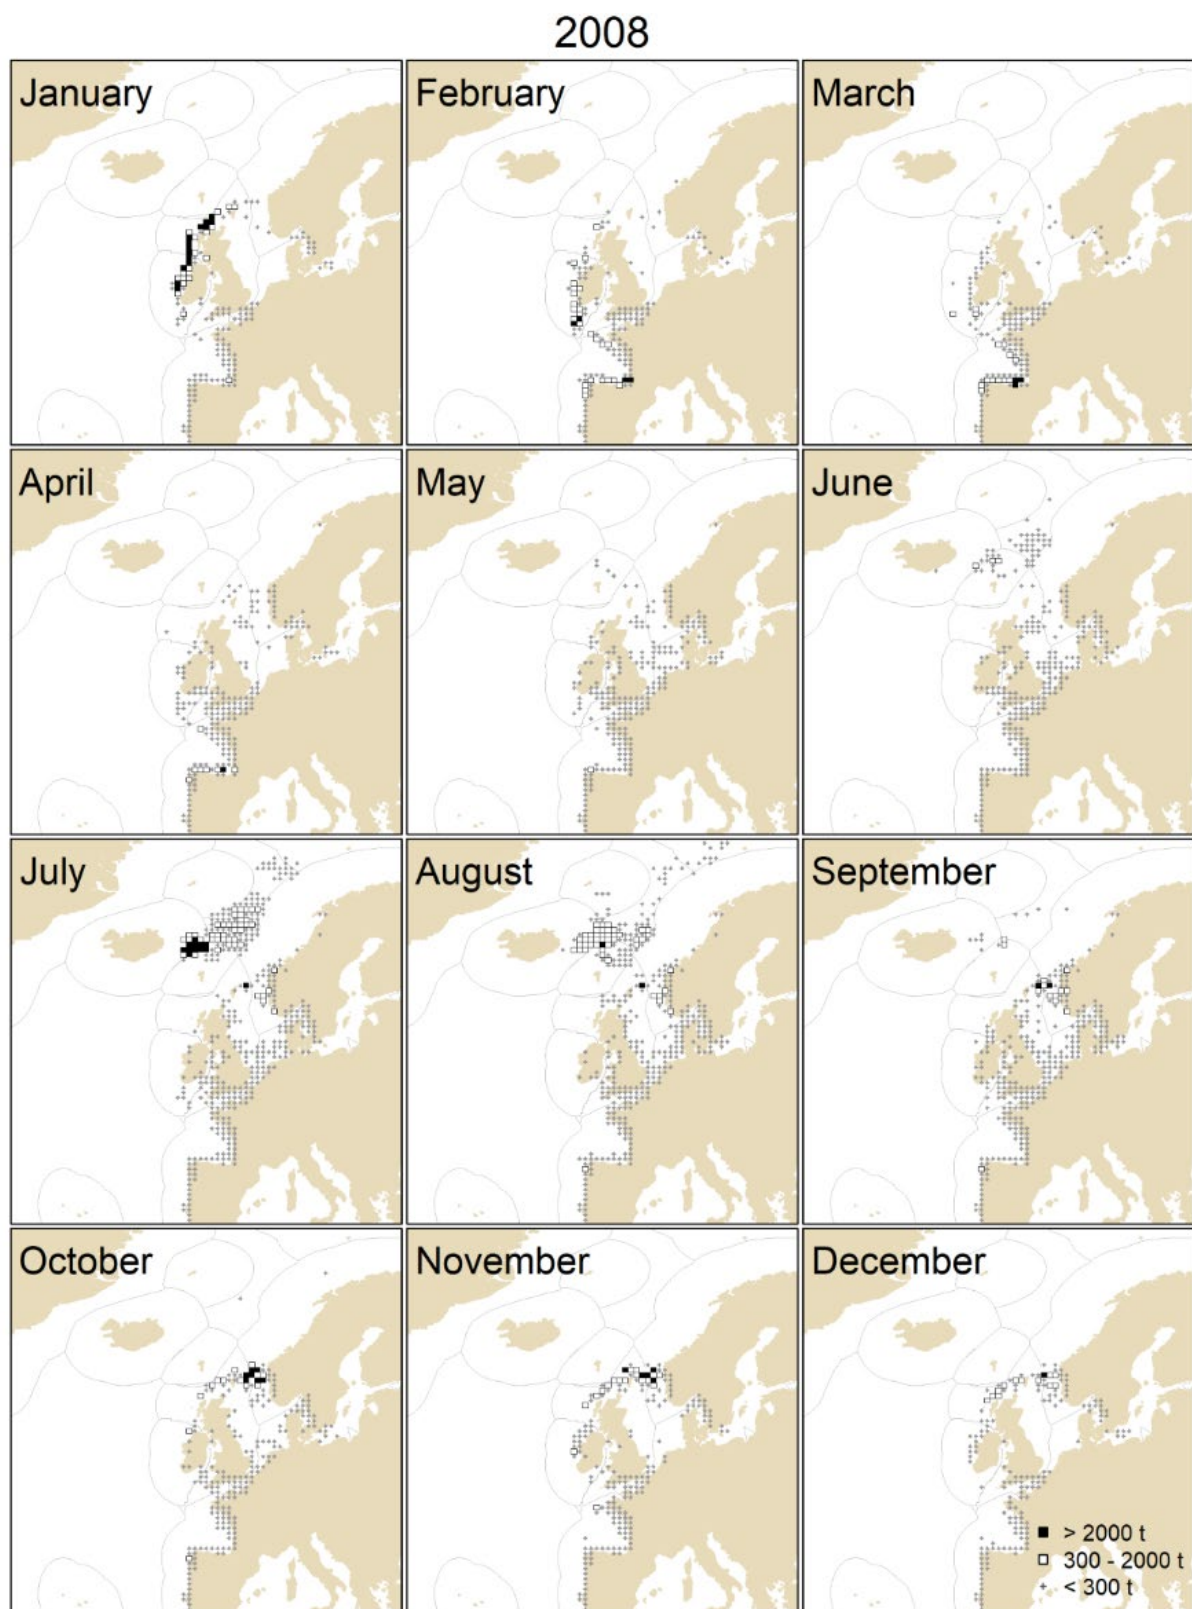 2008
January
February
March
April
May
June
July
August
September
October
November
December
> 2000 t
300 - 2000 t
< 300 t